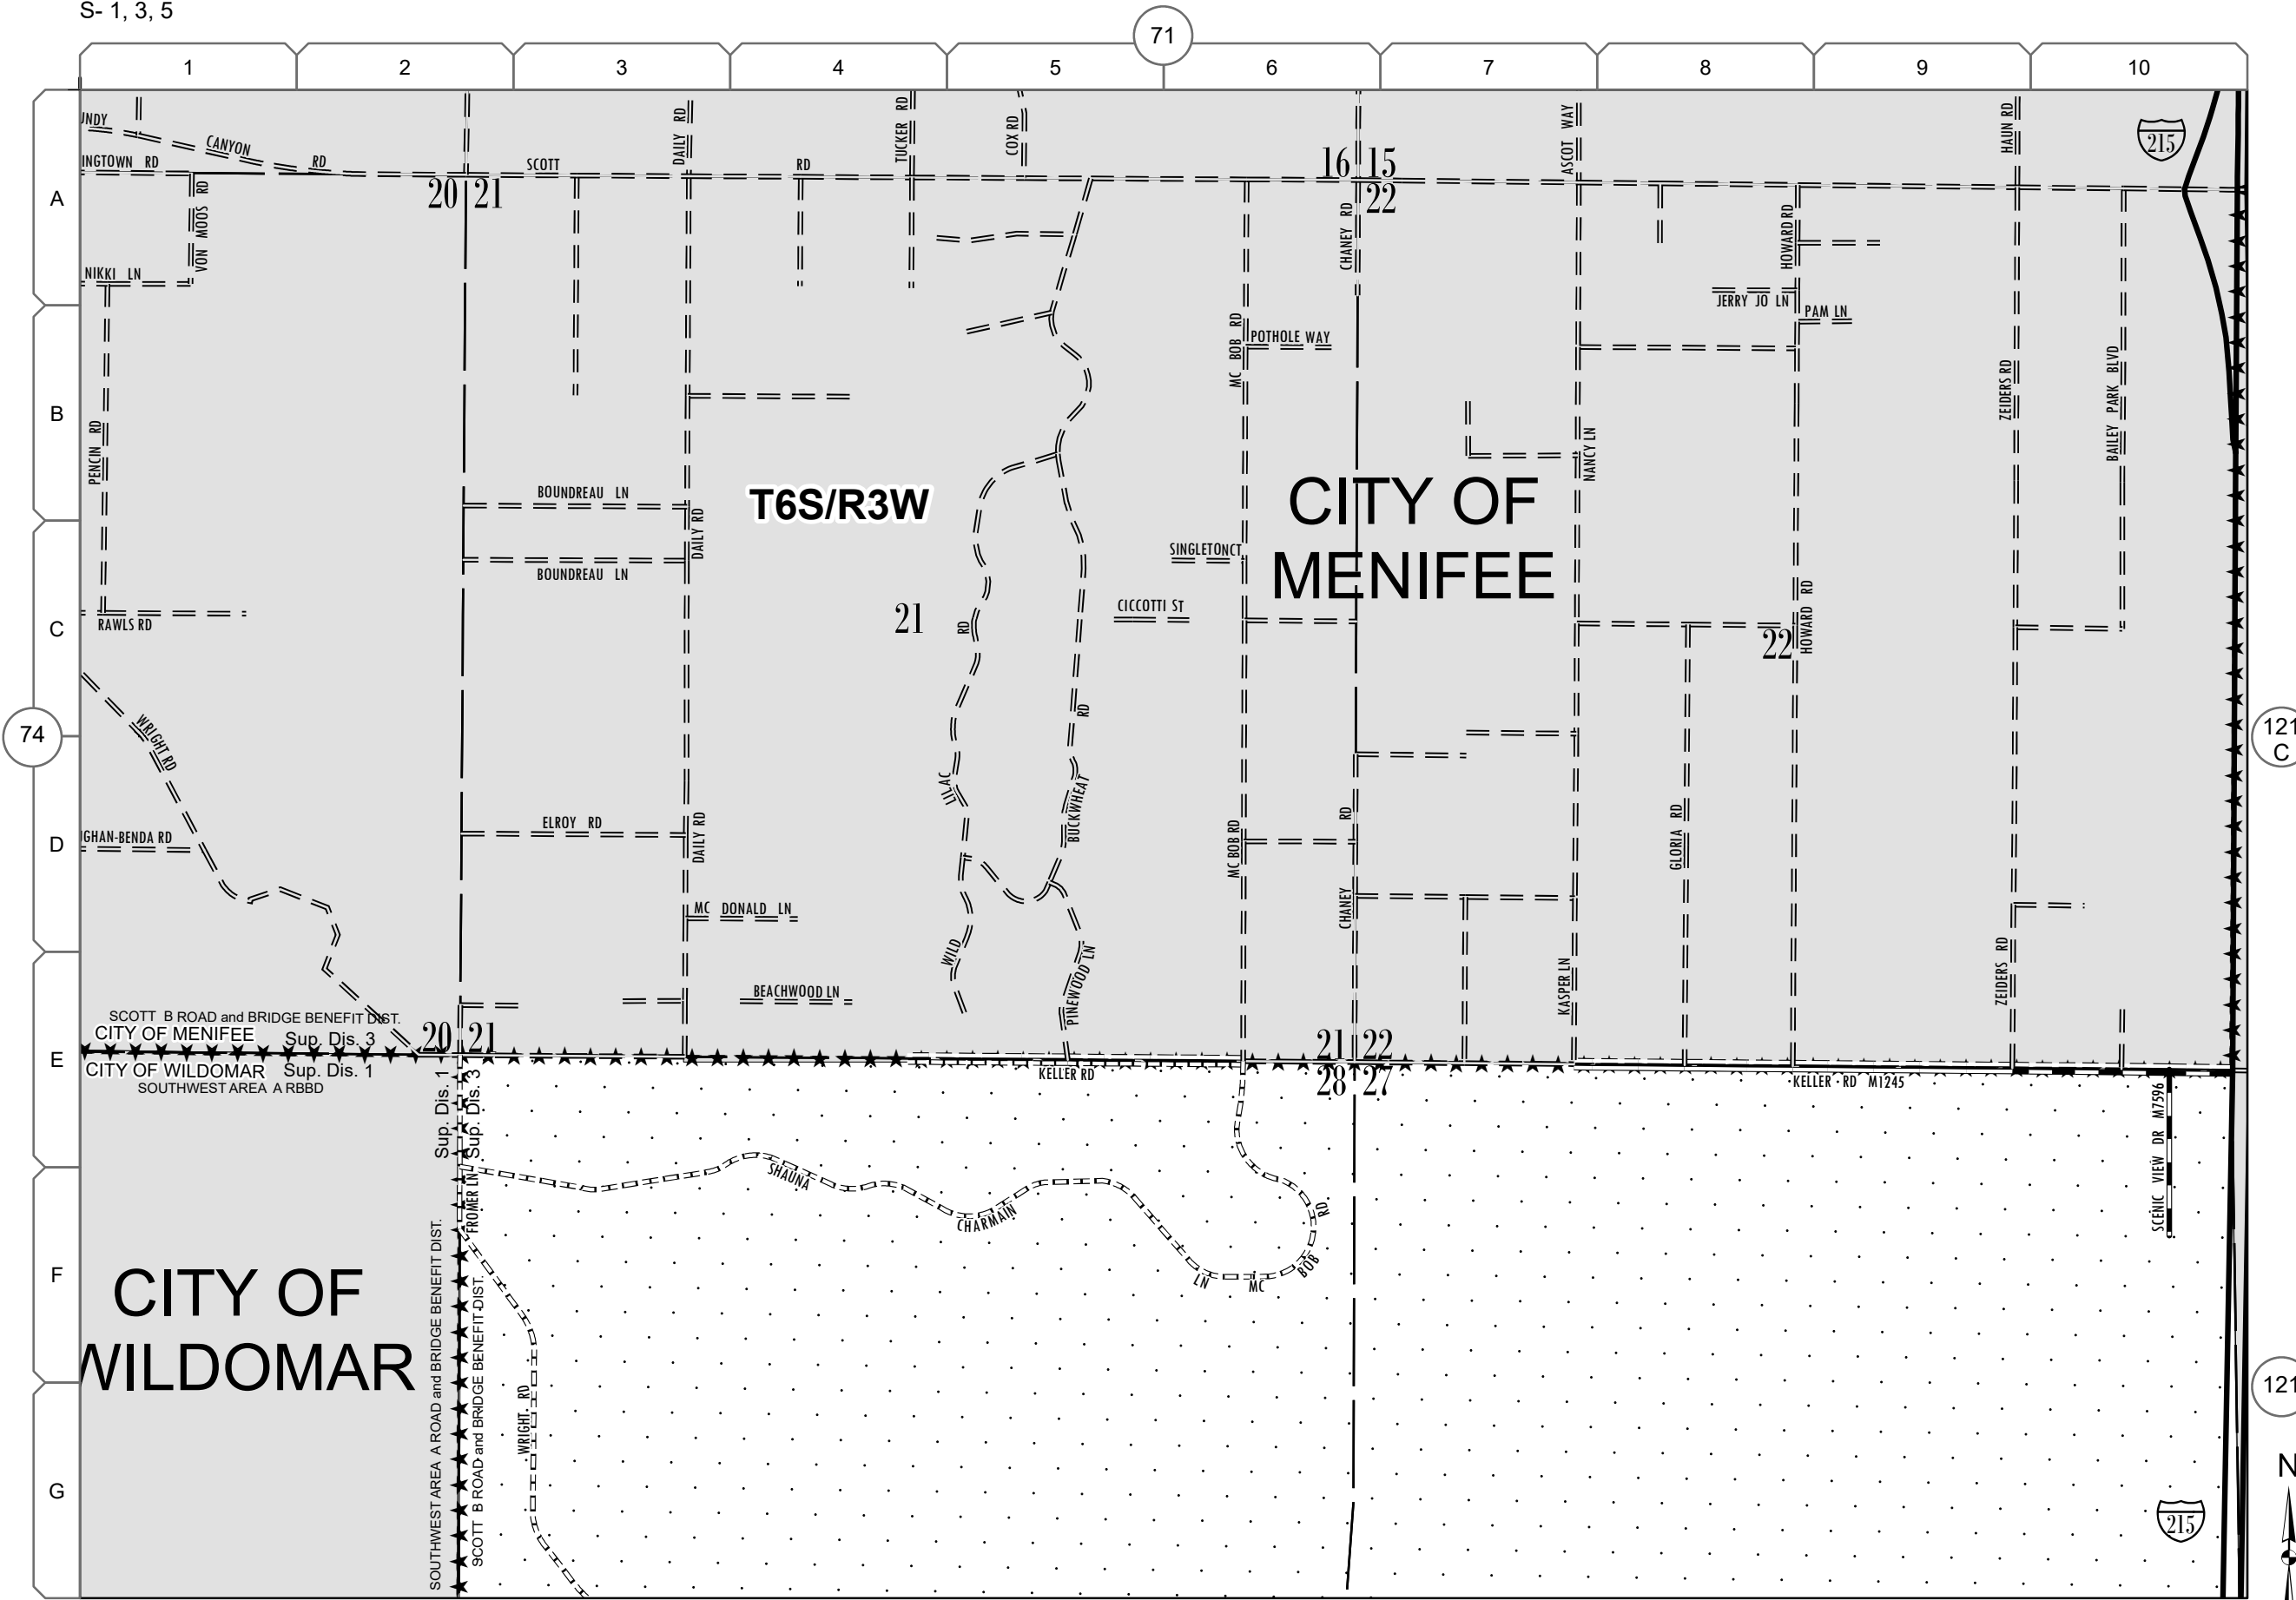 S- 1, 3, 5
71
1 2 3 4 5 6 7 8 9 10
A
B
C
D
E
F
G
74
121
C
121
N
215
UNDY
CANYON
RD
INGTOWN RD
VON MOOS RD
NIKKI LN
PENCIN RD
RAWLS RD
WRIGHT RD
GHAN-BENDA RD
20 21
SCOTT
RD
DAILY RD
TUCKER RD
COX RD
16 15
22
CHANEY RD
ASCOT WAY
HOWARD RD
HAUN RD
JERRY JO LN
PAM LN
POTHOLE WAY
MC BOB RD
NANCY LN
ZEIDERS RD
BAILEY PARK BLVD
BOUNDREAU LN
BOUNDREAU LN
DAILY RD
T6S/R3W
CITY OF
MENIFEE
SINGLETON CT
CICCOTTI ST
21
22
HOWARD RD
WILD LILAC RD
BUCKWHEAT RD
ELROY RD
DAILY RD
MC DONALD LN
BEACHWOOD LN
PINEWOOD LN
MC BOB RD
CHANEY RD
KASPER LN
GLORIA RD
ZEIDERS RD
SCOTT B ROAD and BRIDGE BENEFIT DIST.
CITY OF MENIFEE Sup. Dis. 3
CITY OF WILDOMAR Sup. Dis. 1
SOUTHWEST AREA A RBBD
20 21
21 22
28 27
KELLER RD
KELLER RD M1245
SCENIC VIEW DR M7596
Sup. Dis. 1
Sup. Dis. 3
FROMER LN
SHAUNA
CHARMAIN
LN
MC
BOB
RD
WRIGHT RD
SOUTHWEST AREA A ROAD and BRIDGE BENEFIT DIST.
SCOTT B ROAD and BRIDGE BENEFIT DIST.
CITY OF
WILDOMAR
215